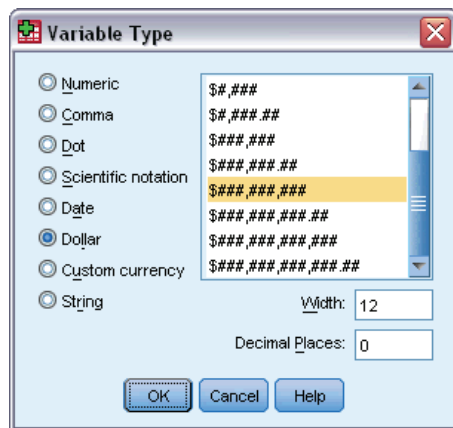 Variable Type
Numeric
Comma
Dot
Scientific notation
Date
Dollar
Custom currency
String
$#,###
$#,###.##
$###,###
$###,###.##
$###,###,###
$###,###,###.##
$###,###,###,###
$###,###,###,###.##
Width: 12
Decimal Places: 0
OK Cancel Help